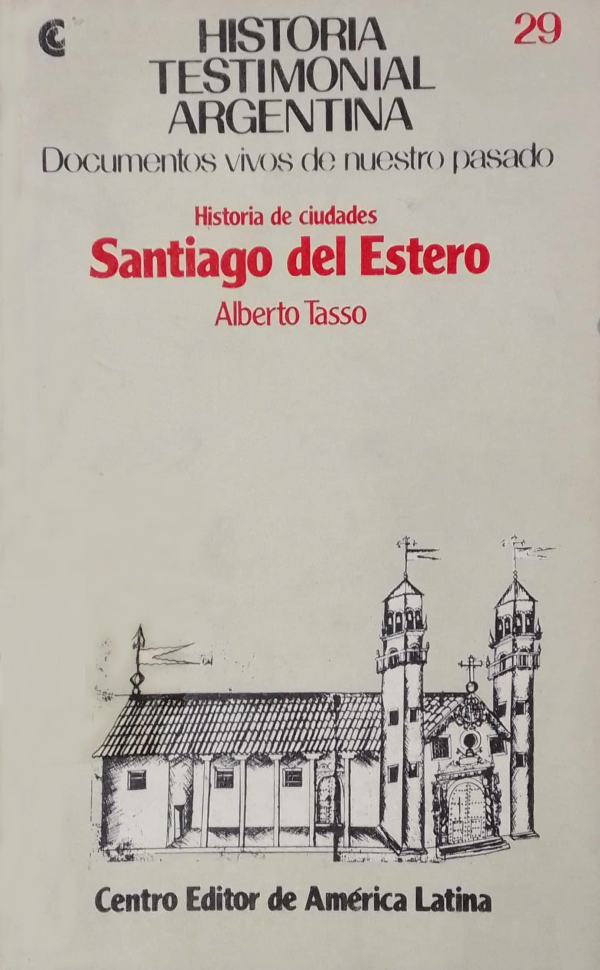 HISTORIA
29
TESTIMONIAL
ARGENTINA
Documentos vivos de nuestro pasado
Historia de ciudades
Santiago del Estero
Alberto Tasso
Centro Editor de América Latina